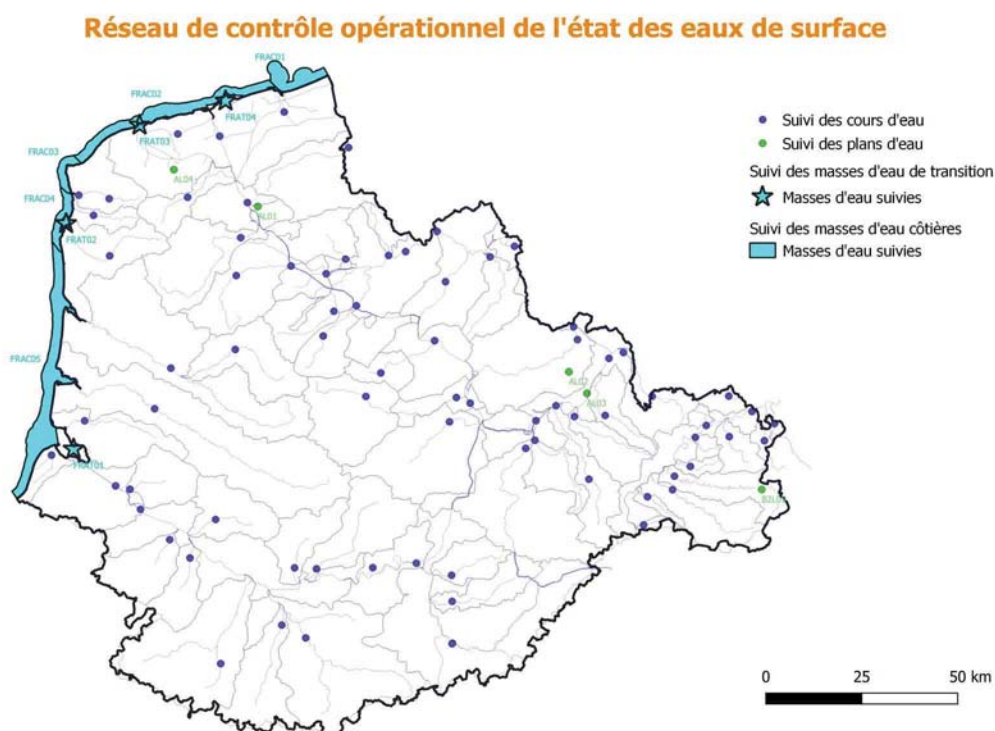 Réseau de contrôle opérationnel de l'état des eaux de surface
FRAC01
FRAC02
FRAT04
FRAT03
FRAC03
AL04
FRAC04
AL01
FRAT02
FRAC05
AL02
AL03
FRAT01
Suivi des cours d'eau
Suivi des plans d'eau
Suivi des masses d'eau de transition
Masses d'eau suivies
Suivi des masses d'eau côtières
Masses d'eau suivies
0 25 50 km